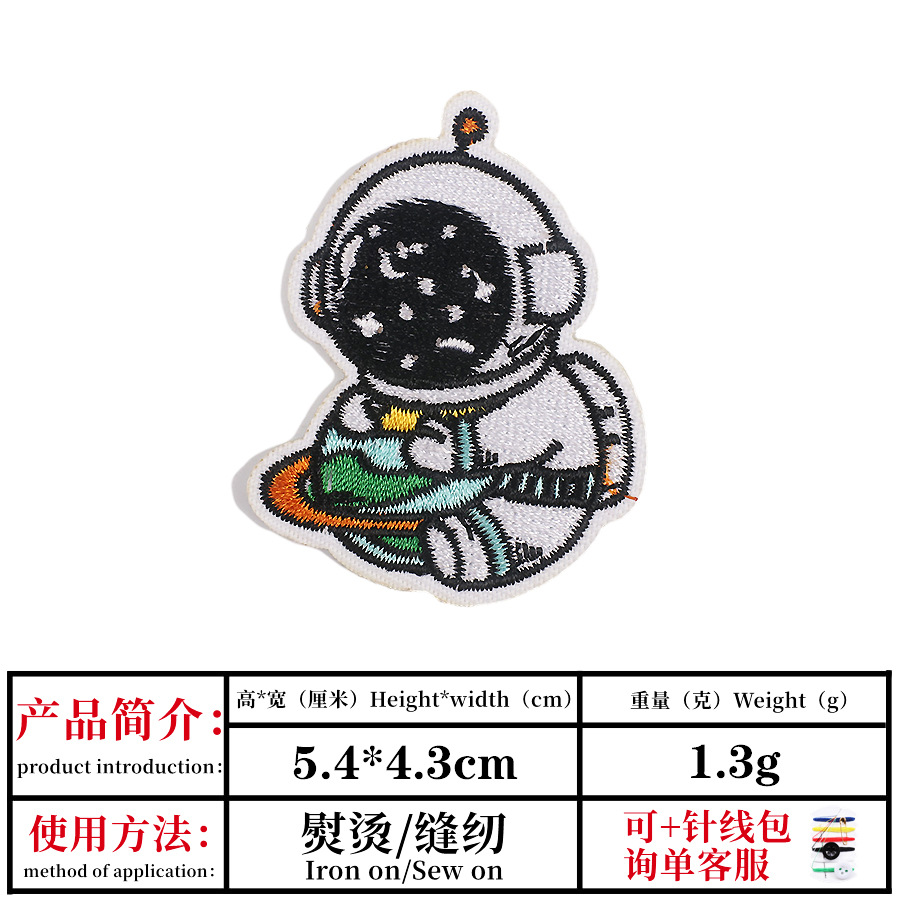 产品简介：
product introduction：
高*宽（厘米）Height*width（cm）
重量（克）Weight（g）
5.4*4.3cm
1.3g
使用方法：
method of application：
熨烫/缝纫
Iron on/Sew on
可+针线包
询单客服